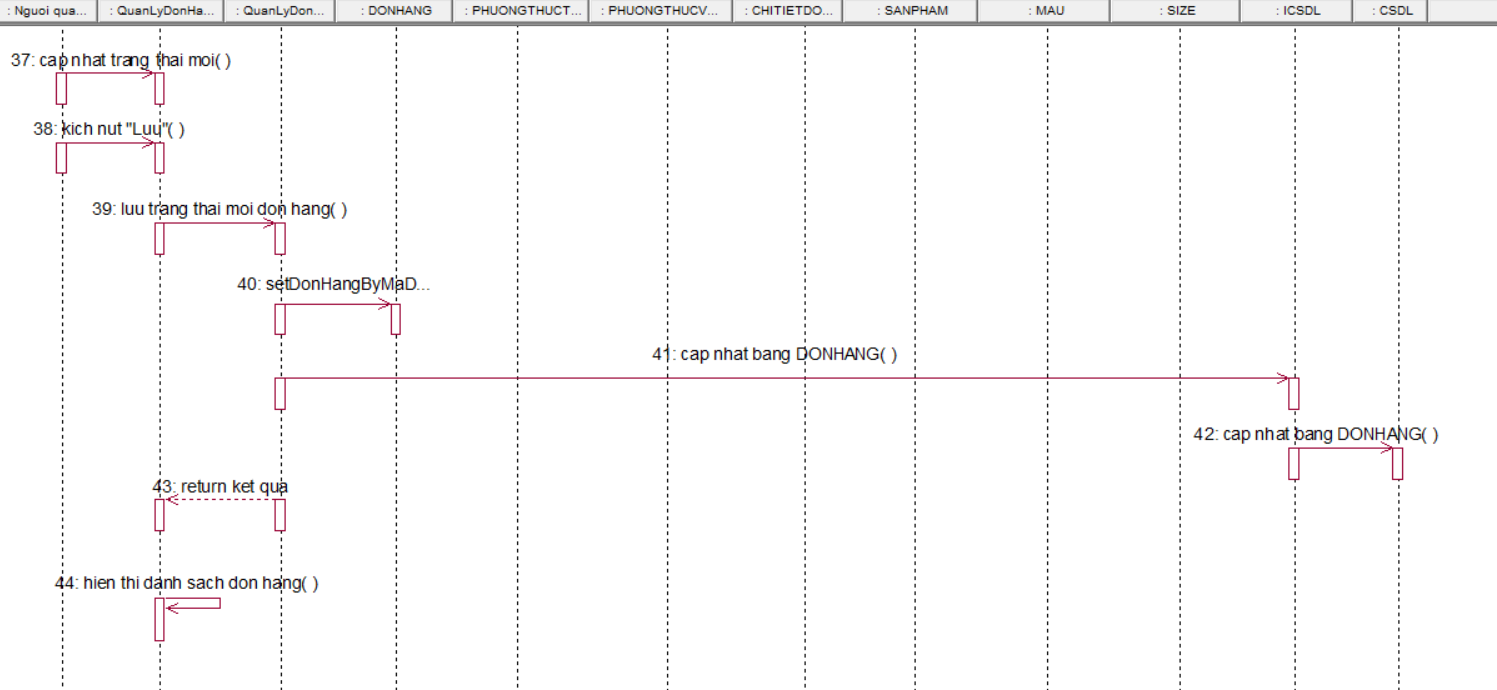 : Nguoi qua...
: QuanLyDonHa...
: QuanLyDon...
: DONHANG
: PHUONGTHUCT...
: PHUONGTHUCV...
: CHITIETDO...
: SANPHAM
: MAU
: SIZE
: ICSDL
: CSDL
37: cap nhat trang thai moi( )
38: kich nut "Luu"( )
39: luu trang thai moi don hang( )
40: setDonHangByMaD...
41: cap nhat bang DONHANG( )
42: cap nhat bang DONHANG( )
43: return ket qua
44: hien thi danh sach don hang( )